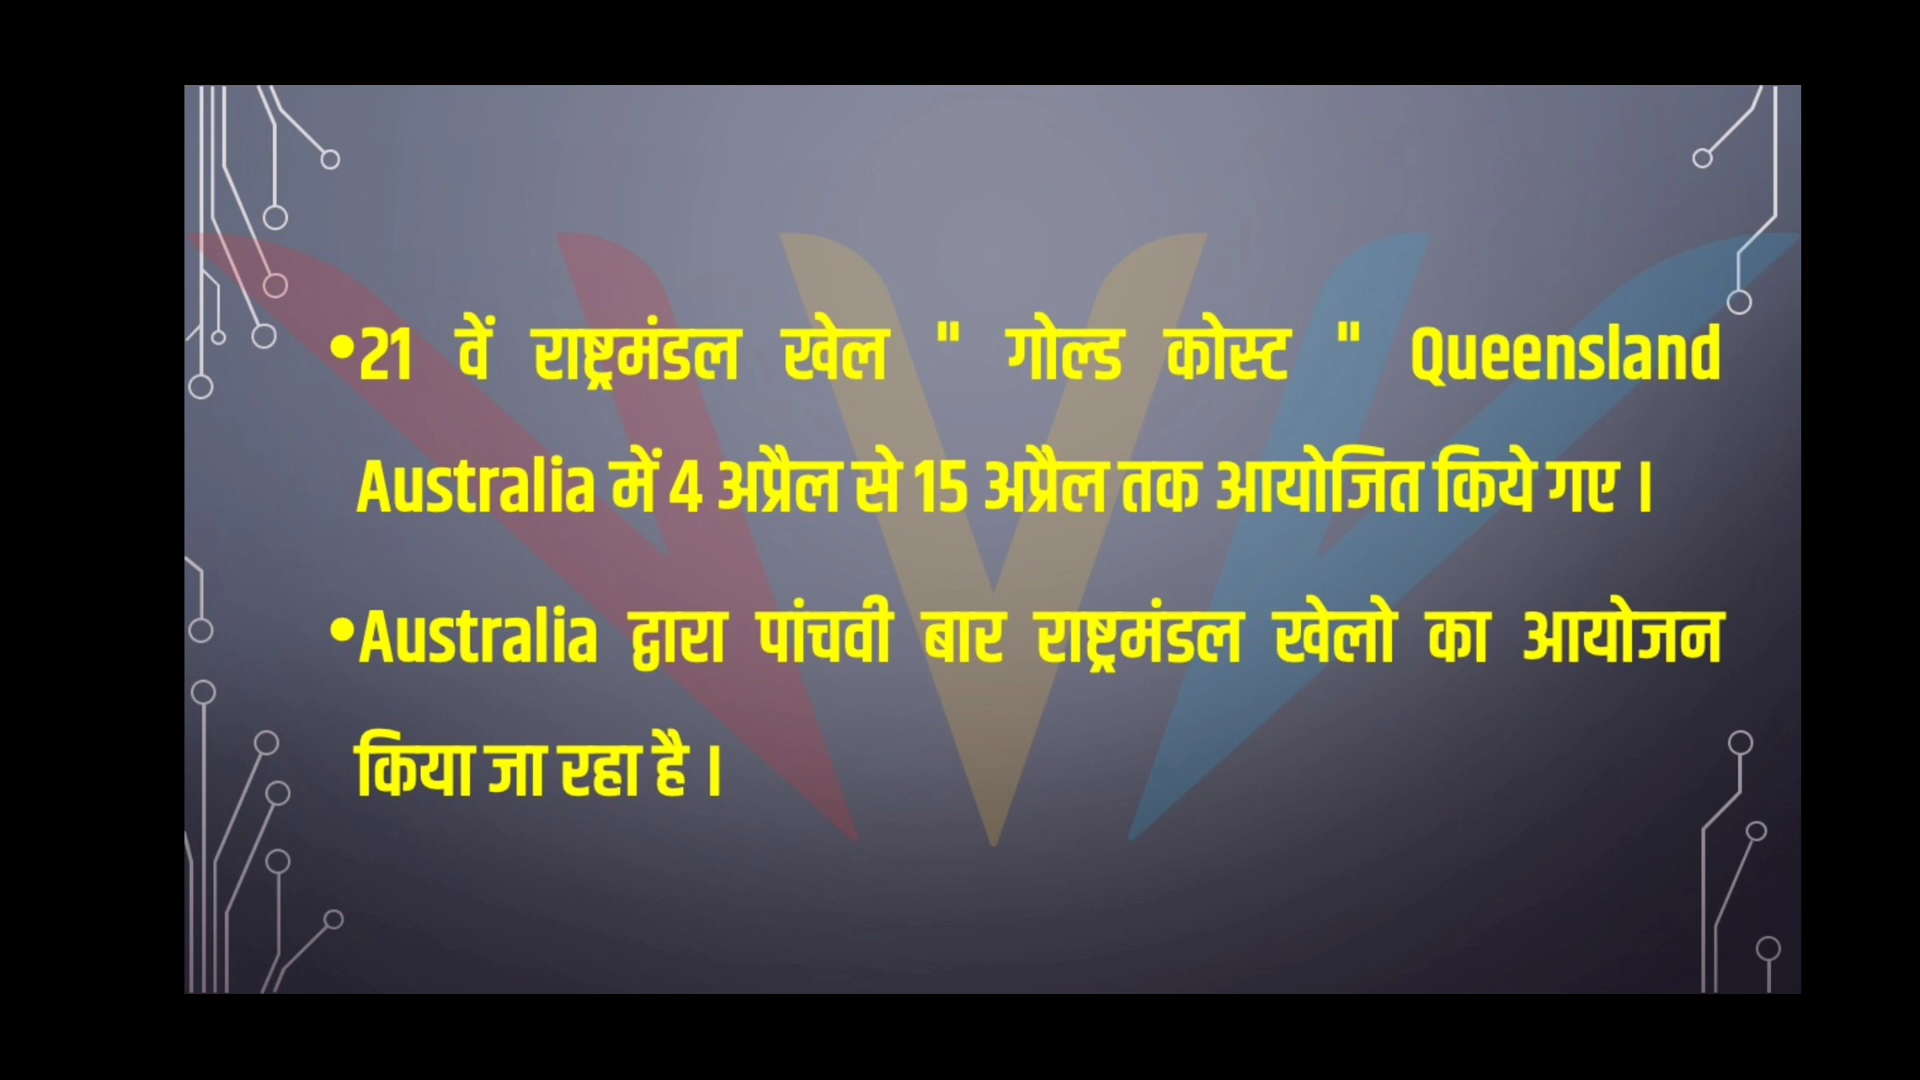 •21 वें राष्ट्रमंडल खेल " गोल्ड कोस्ट " Queensland
Australia में 4 अप्रैल से 15 अप्रैल तक आयोजित किये गए ।
•Australia द्वारा पांचवी बार राष्ट्रमंडल खेलो का आयोजन
किया जा रहा है ।